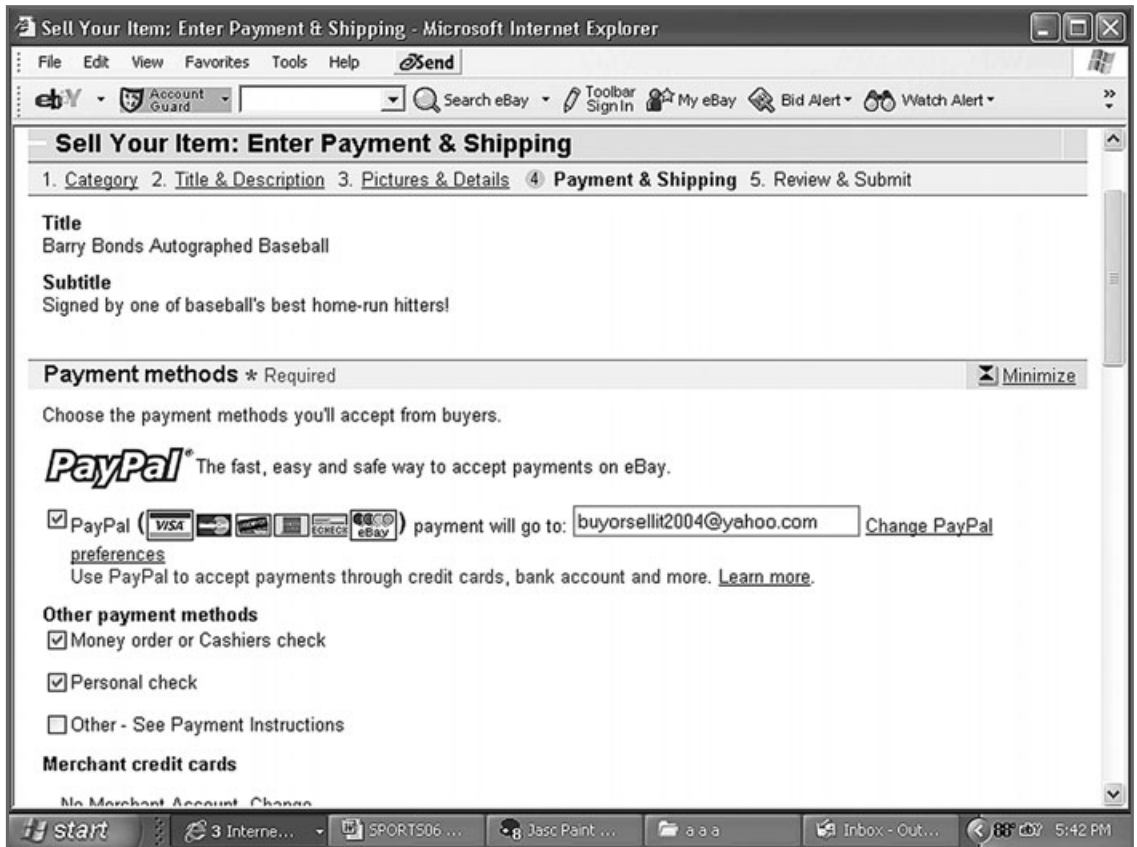 Sell Your Item: Enter Payment & Shipping - Microsoft Internet Explorer
File Edit View Favorites Tools Help Send
ebY Account Guard Search eBay Toolbar Sign In My eBay Bid Alert Watch Alert
Sell Your Item: Enter Payment & Shipping
1. Category 2. Title & Description 3. Pictures & Details 4 Payment & Shipping 5. Review & Submit
Title
Barry Bonds Autographed Baseball
Subtitle
Signed by one of baseball's best home-run hitters!
Payment methods * Required Minimize
Choose the payment methods you'll accept from buyers.
PayPal® The fast, easy and safe way to accept payments on eBay.
PayPal (VISA ECHECK eBay) payment will go to: buyorsellit2004@yahoo.com Change PayPal
preferences
Use PayPal to accept payments through credit cards, bank account and more. Learn more.
Other payment methods
Money order or Cashiers check
Personal check
Other - See Payment Instructions
Merchant credit cards
No Merchant Account. Change
start 3 Interne... SPORTS06 ... Jasc Paint ... a a a Inbox - Out... 88° 5:42 PM